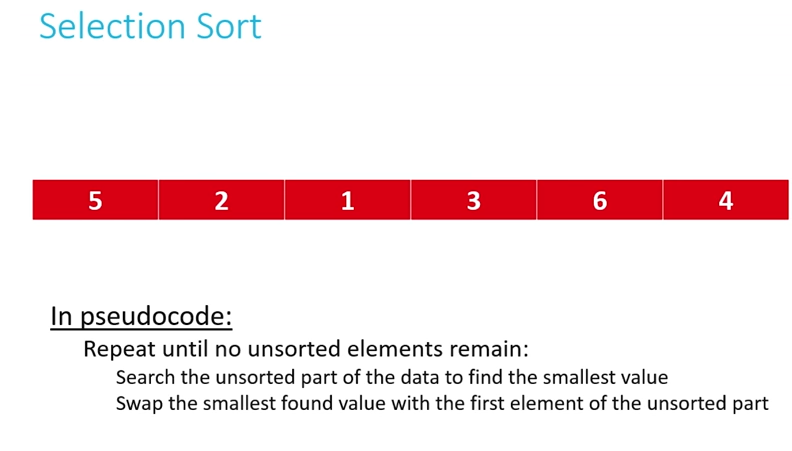 Selection Sort
5 2 1 3 6 4
In pseudocode:
Repeat until no unsorted elements remain:
Search the unsorted part of the data to find the smallest value
Swap the smallest found value with the first element of the unsorted part